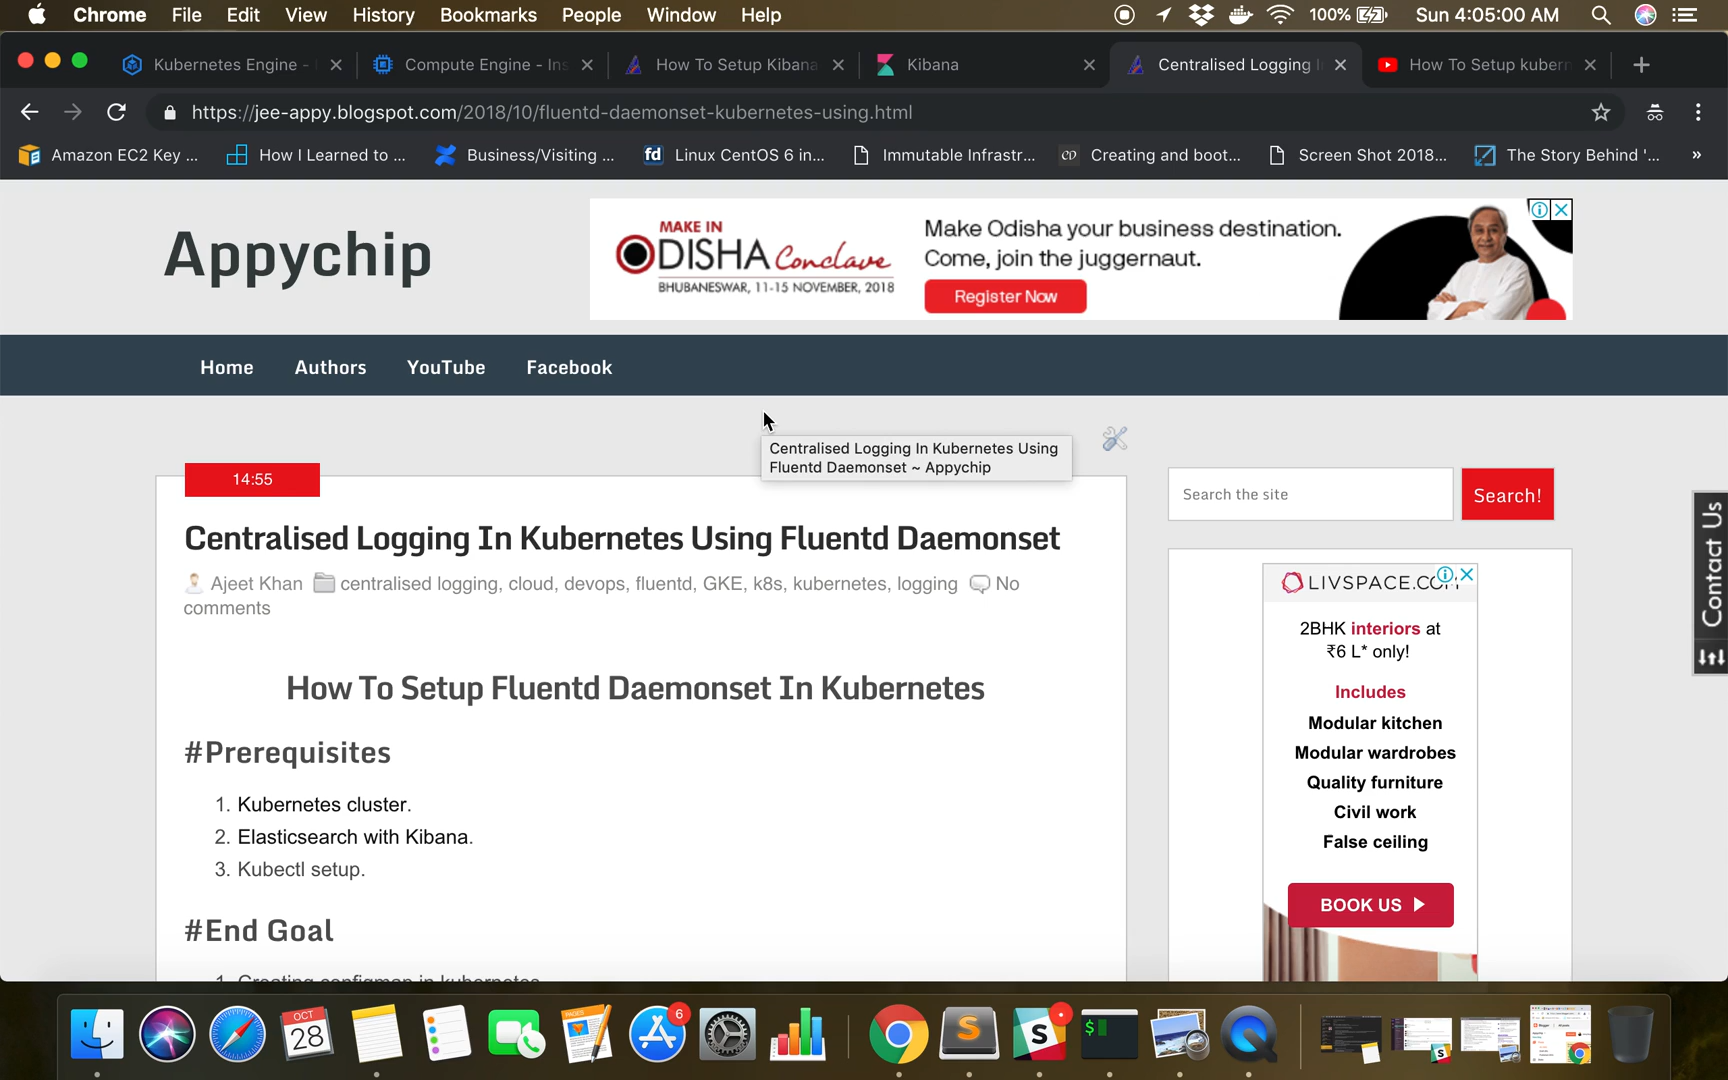 Chrome File Edit View History Bookmarks People Window Help 100% Sun 4:05:00 AM
Kubernetes Engine - Compute Engine - Ins How To Setup Kibana Kibana Centralised Logging I How To Setup kubern
https://jee-appy.blogspot.com/2018/10/fluentd-daemonset-kubernetes-using.html
Amazon EC2 Key ... How I Learned to ... Business/Visiting ... fd Linux CentOS 6 in... Immutable Infrastr... CD Creating and boot... Screen Shot 2018... The Story Behind '... »
Appychip
MAKE IN
ODISHA Conclave
BHUBANESWAR, 11-15 NOVEMBER, 2018
Make Odisha your business destination.
Come, join the juggernaut.
Register Now
Home Authors YouTube Facebook
Centralised Logging In Kubernetes Using
Fluentd Daemonset ~ Appychip
14:55
Search the site Search!
Contact Us
Centralised Logging In Kubernetes Using Fluentd Daemonset
Ajeet Khan centralised logging, cloud, devops, fluentd, GKE, k8s, kubernetes, logging No
comments
How To Setup Fluentd Daemonset In Kubernetes
#Prerequisites
1. Kubernetes cluster.
2. Elasticsearch with Kibana.
3. Kubectl setup.
#End Goal
1. Creating configmap in kubernetes
LIVSPACE.COM
2BHK interiors at
₹6 L* only!
Includes
Modular kitchen
Modular wardrobes
Quality furniture
Civil work
False ceiling
BOOK US
OCT
28
6